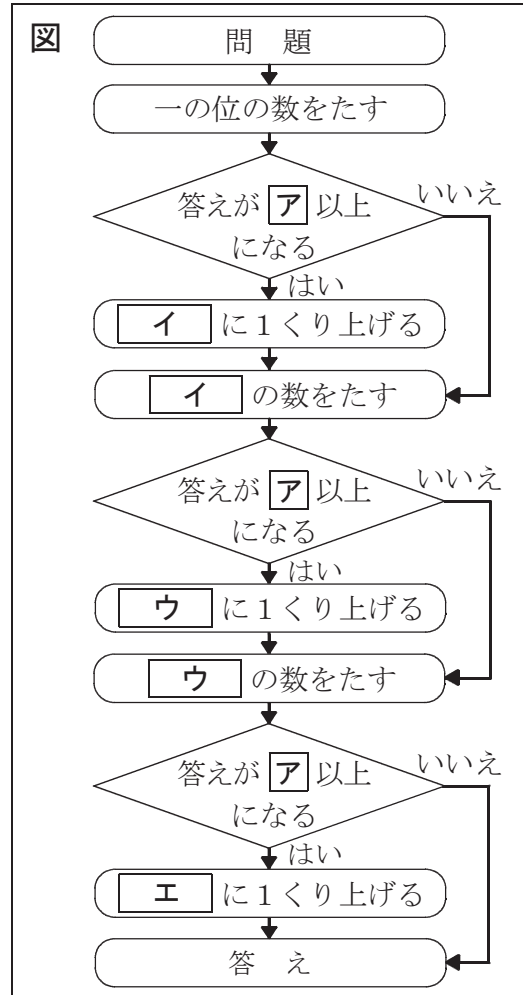 図
問　題
一の位の数をたす
答えが ア 以上
になる
いいえ
はい
イ に１くり上げる
イ の数をたす
答えが ア 以上
になる
いいえ
はい
ウ に１くり上げる
ウ の数をたす
答えが ア 以上
になる
いいえ
はい
エ に１くり上げる
答　え